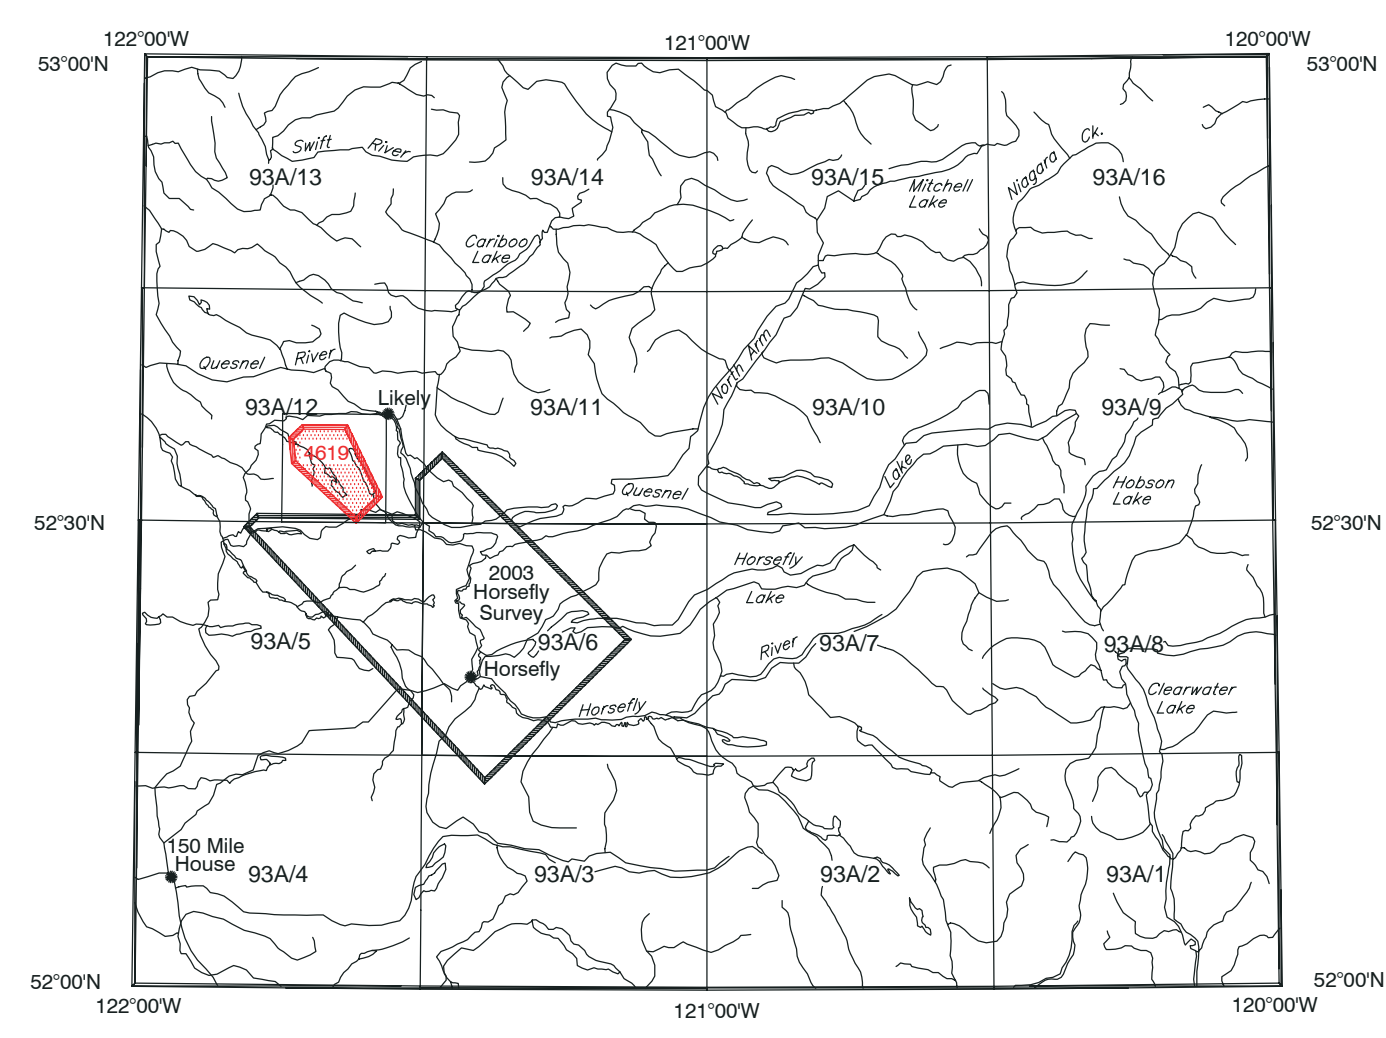 122°00'W
121°00'W
120°00'W
53°00'N
53°00'N
Swift River
Niagara Ck.
93A/13
93A/14
93A/15
93A/16
Mitchell
Lake
Cariboo
Lake
Quesnel River
North Arm
Likely
93A/12
93A/11
93A/10
93A/9
4619
Lake
Quesnel
Hobson
Lake
52°30'N
52°30'N
Horsefly
Lake
2003
Horsefly
Survey
93A/5
93A/6
River
93A/7
93A/8
Horsefly
Horsefly
Clearwater
Lake
150 Mile
House
93A/4
93A/3
93A/2
93A/1
52°00'N
52°00'N
122°00'W
121°00'W
120°00'W